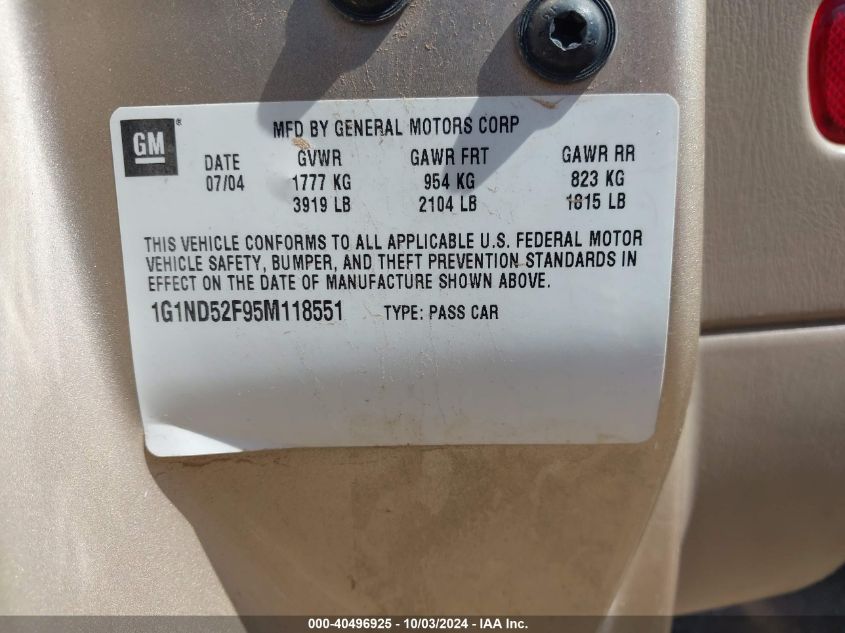 MFD BY GENERAL MOTORS CORP
GM®
DATE GVWR GAWR FRT GAWR RR
07/04 1777 KG 954 KG 823 KG
3919 LB 2104 LB 1815 LB
THIS VEHICLE CONFORMS TO ALL APPLICABLE U.S. FEDERAL MOTOR
VEHICLE SAFETY, BUMPER, AND THEFT PREVENTION STANDARDS IN
EFFECT ON THE DATE OF MANUFACTURE SHOWN ABOVE.
1G1ND52F95M118551 TYPE: PASS CAR
000-40496925 - 10/03/2024 - IAA Inc.